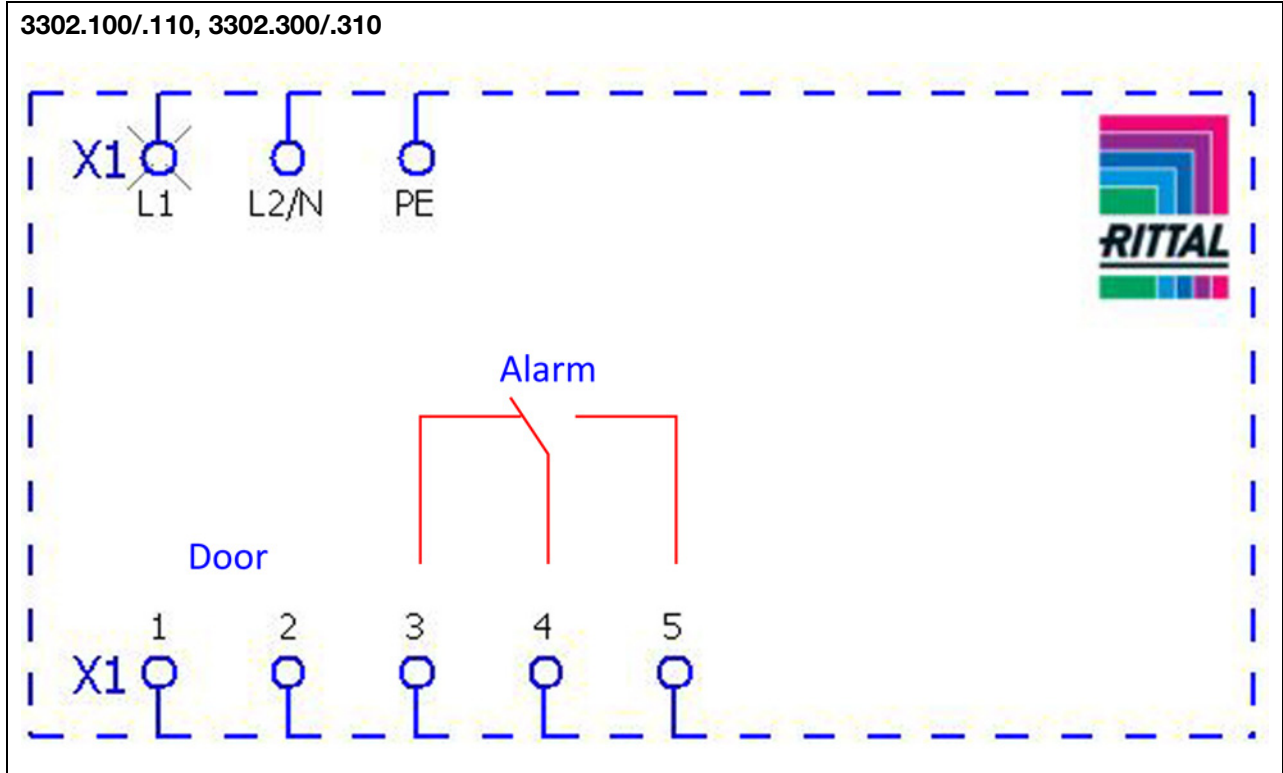 3302.100/.110, 3302.300/.310
X1
L1 L2/N PE
RITTAL
Alarm
Door
1 2 3 4 5
X1